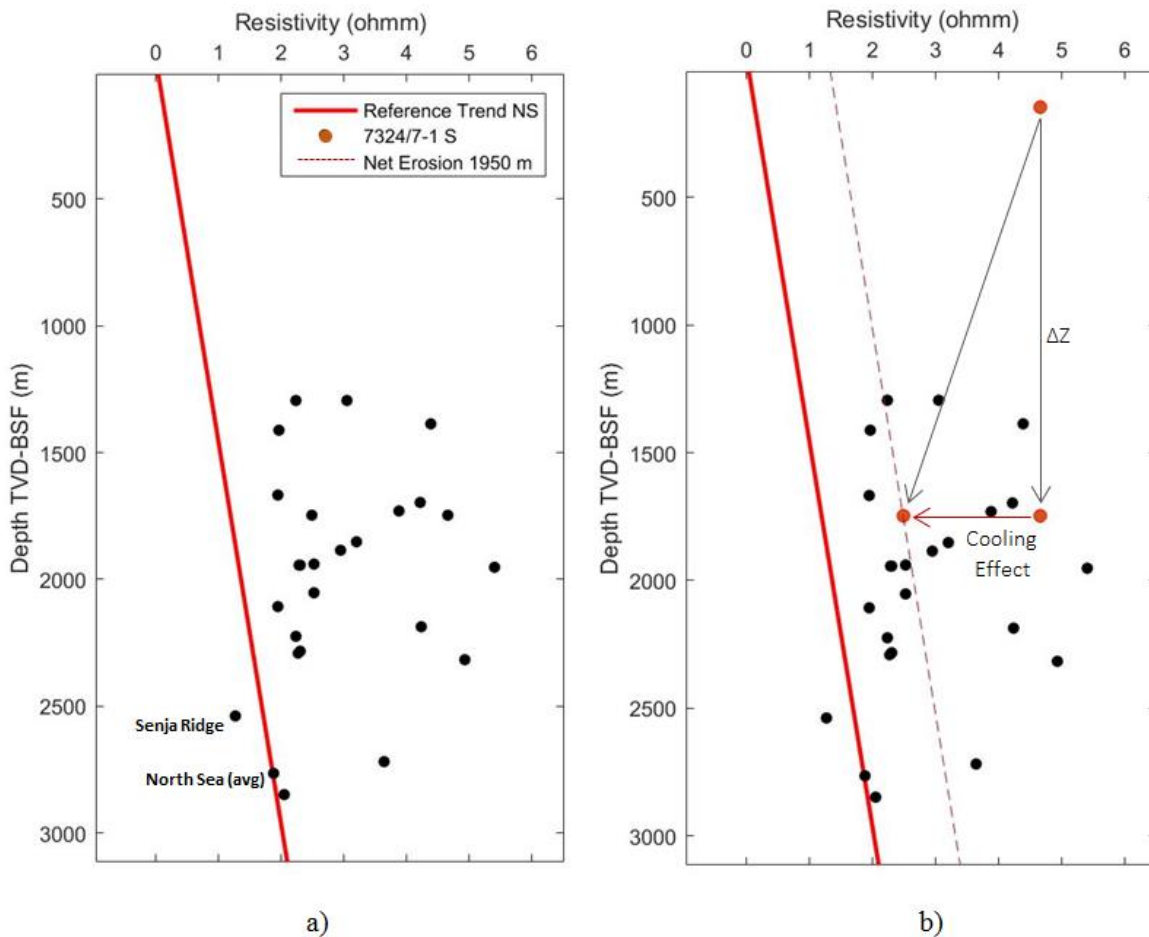 Resistivity (ohmm)
0 1 2 3 4 5 6
Reference Trend NS
7324/7-1 S
Net Erosion 1950 m
500
1000
1500
2000
2500
3000
Depth TVD-BSF (m)
Senja Ridge
North Sea (avg)
a)
Resistivity (ohmm)
0 1 2 3 4 5 6
500
1000
1500
2000
2500
3000
Depth TVD-BSF (m)
ΔZ
Cooling
Effect
b)